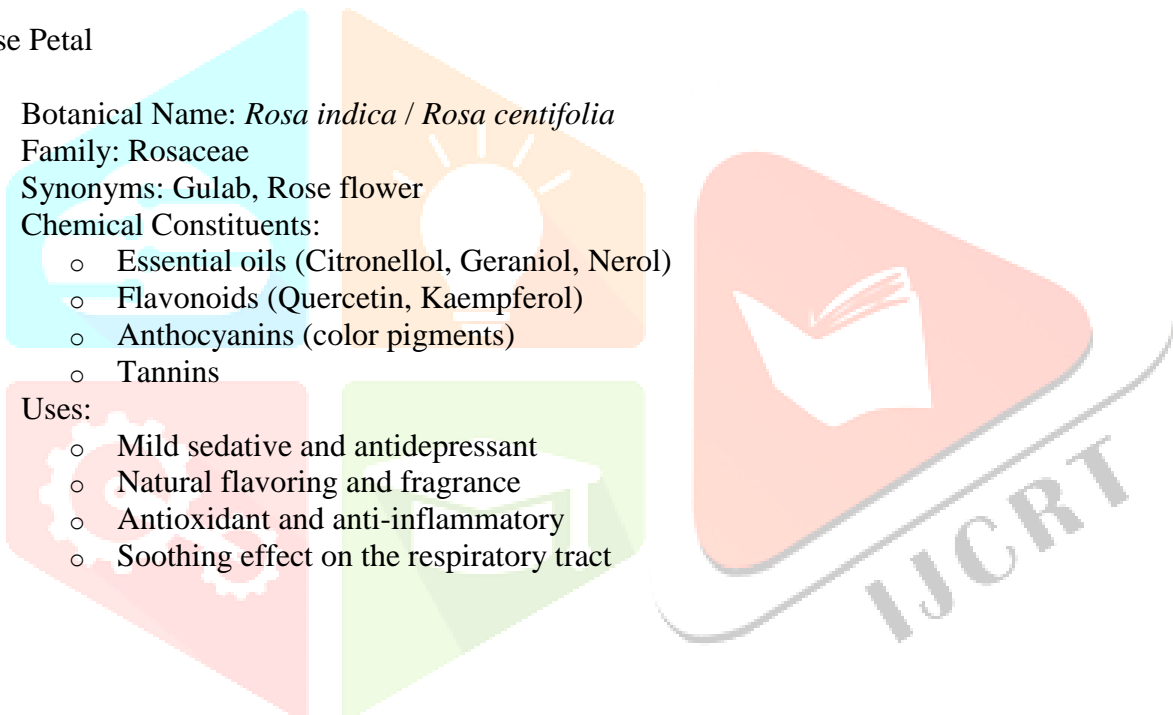 se Petal
Botanical Name: Rosa indica / Rosa centifolia
Family: Rosaceae
Synonyms: Gulab, Rose flower
Chemical Constituents:
o Essential oils (Citronellol, Geraniol, Nerol)
o Flavonoids (Quercetin, Kaempferol)
o Anthocyanins (color pigments)
o Tannins
Uses:
o Mild sedative and antidepressant
o Natural flavoring and fragrance
o Antioxidant and anti-inflammatory
o Soothing effect on the respiratory tract
IJCRT